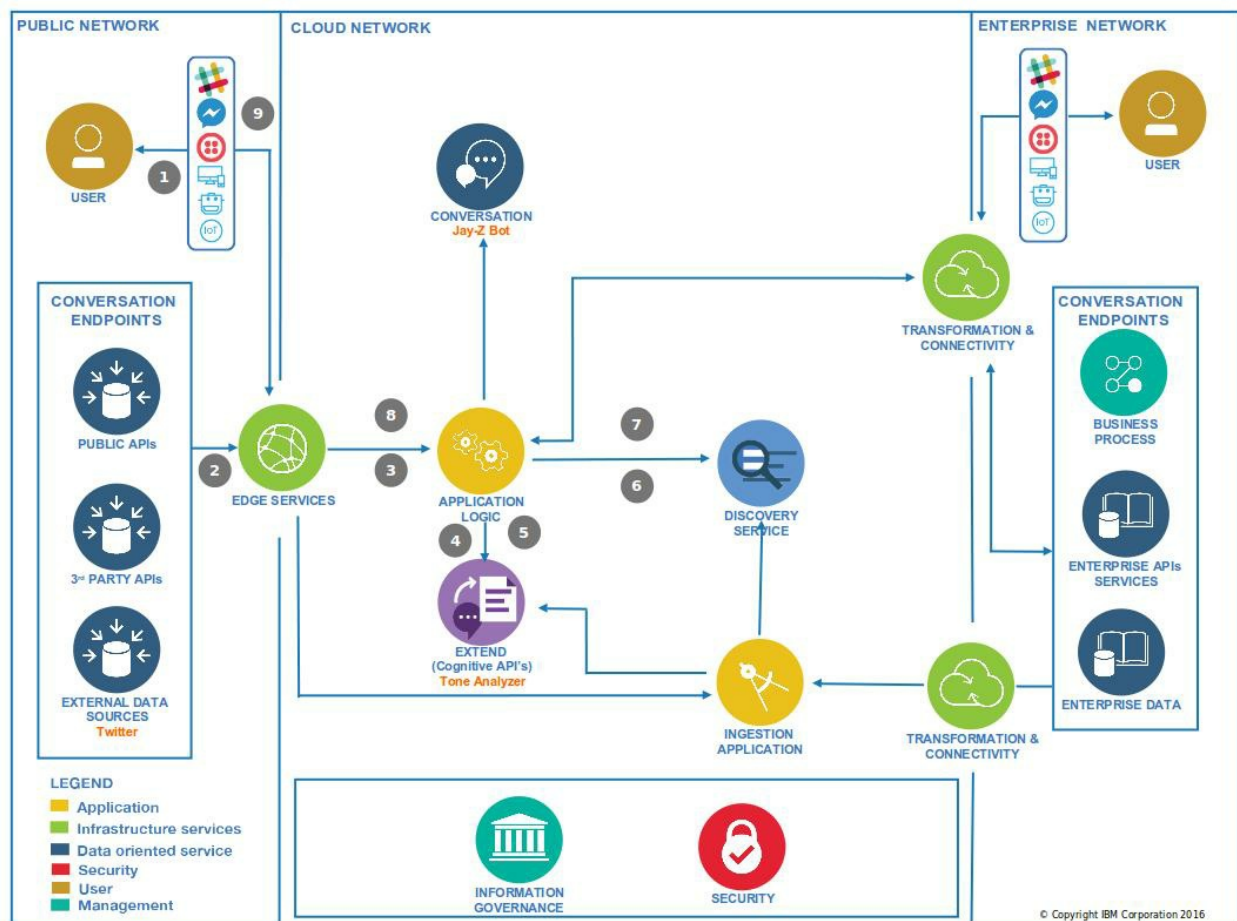 PUBLIC NETWORK
CLOUD NETWORK
ENTERPRISE NETWORK
9
1
USER
IoT
CONVERSATION
Jay-Z Bot
IoT
USER
CONVERSATION
ENDPOINTS
PUBLIC APIs
3rd PARTY APIs
EXTERNAL DATA
SOURCES
Twitter
2
EDGE SERVICES
8
3
APPLICATION
LOGIC
7
6
DISCOVERY
SERVICE
4
5
EXTEND
(Cognitive API's)
Tone Analyzer
INGESTION
APPLICATION
TRANSFORMATION &
CONNECTIVITY
TRANSFORMATION &
CONNECTIVITY
CONVERSATION
ENDPOINTS
BUSINESS
PROCESS
ENTERPRISE APIs
SERVICES
ENTERPRISE DATA
LEGEND
Application
Infrastructure services
Data oriented service
Security
User
Management
INFORMATION
GOVERNANCE
SECURITY
© Copyright IBM Corporation 2016